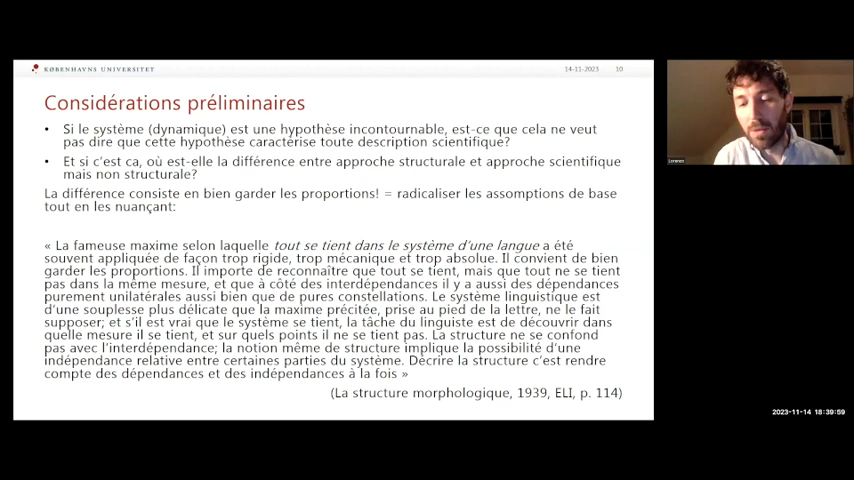 KØBENHAVNS UNIVERSITET
14-11-2023 10
Considérations préliminaires
• Si le système (dynamique) est une hypothèse incontournable, est-ce que cela ne veut
pas dire que cette hypothèse caractérise toute description scientifique?
• Et si c'est ca, où est-elle la différence entre approche structurale et approche scientifique
mais non structurale?
La différence consiste en bien garder les proportions! = radicaliser les assomptions de base
tout en les nuançant:
« La fameuse maxime selon laquelle tout se tient dans le système d'une langue a été
souvent appliquée de façon trop rigide, trop mécanique et trop absolue. Il convient de bien
garder les proportions. Il importe de reconnaître que tout se tient, mais que tout ne se tient
pas dans la même mesure, et que à côté des interdépendances il y a aussi des dépendances
purement unilatérales aussi bien que de pures constellations. Le système linguistique est
d'une souplesse plus délicate que la maxime précitée, prise au pied de la lettre, ne le fait
supposer; et s'il est vrai que le système se tient, la tâche du linguiste est de découvrir dans
quelle mesure il se tient, et sur quels points il ne se tient pas. La structure ne se confond
pas avec l'interdépendance; la notion même de structure implique la possibilité d'une
indépendance relative entre certaines parties du système. Décrire la structure c'est rendre
compte des dépendances et des indépendances à la fois »
(La structure morphologique, 1939, ELI, p. 114)
2023-11-14 18:39:59